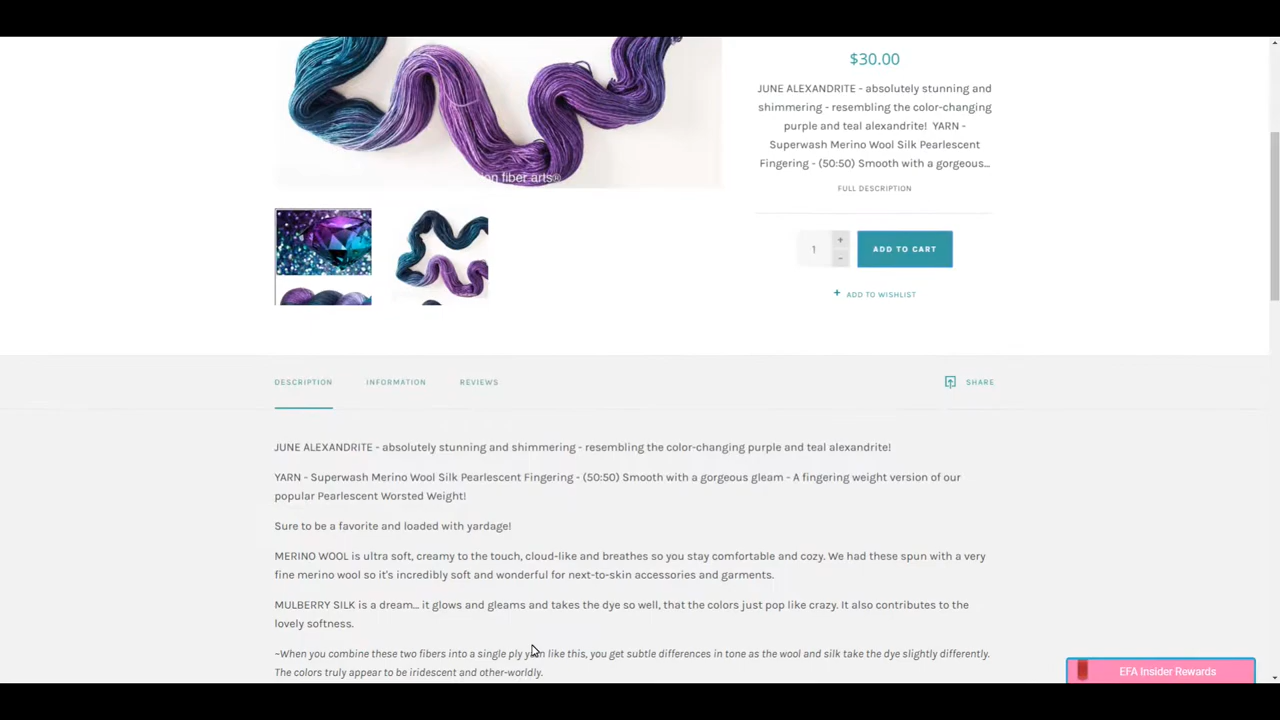 $30.00
JUNE ALEXANDRITE - absolutely stunning and
shimmering - resembling the color-changing
purple and teal alexandrite! YARN -
Superwash Merino Wool Silk Pearlescent
Fingering - (50:50) Smooth with a gorgeous...
on fiber arts®
FULL DESCRIPTION
1
+
-
ADD TO CART
+ ADD TO WISHLIST
DESCRIPTION
INFORMATION
REVIEWS
SHARE
JUNE ALEXANDRITE - absolutely stunning and shimmering - resembling the color-changing purple and teal alexandrite!
YARN - Superwash Merino Wool Silk Pearlescent Fingering - (50:50) Smooth with a gorgeous gleam - A fingering weight version of our
popular Pearlescent Worsted Weight!
Sure to be a favorite and loaded with yardage!
MERINO WOOL is ultra soft, creamy to the touch, cloud-like and breathes so you stay comfortable and cozy. We had these spun with a very
fine merino wool so it's incredibly soft and wonderful for next-to-skin accessories and garments.
MULBERRY SILK is a dream... it glows and gleams and takes the dye so well, that the colors just pop like crazy. It also contributes to the
lovely softness.
~When you combine these two fibers into a single ply yarn like this, you get subtle differences in tone as the wool and silk take the dye slightly differently.
The colors truly appear to be iridescent and other-worldly.
EFA Insider Rewards